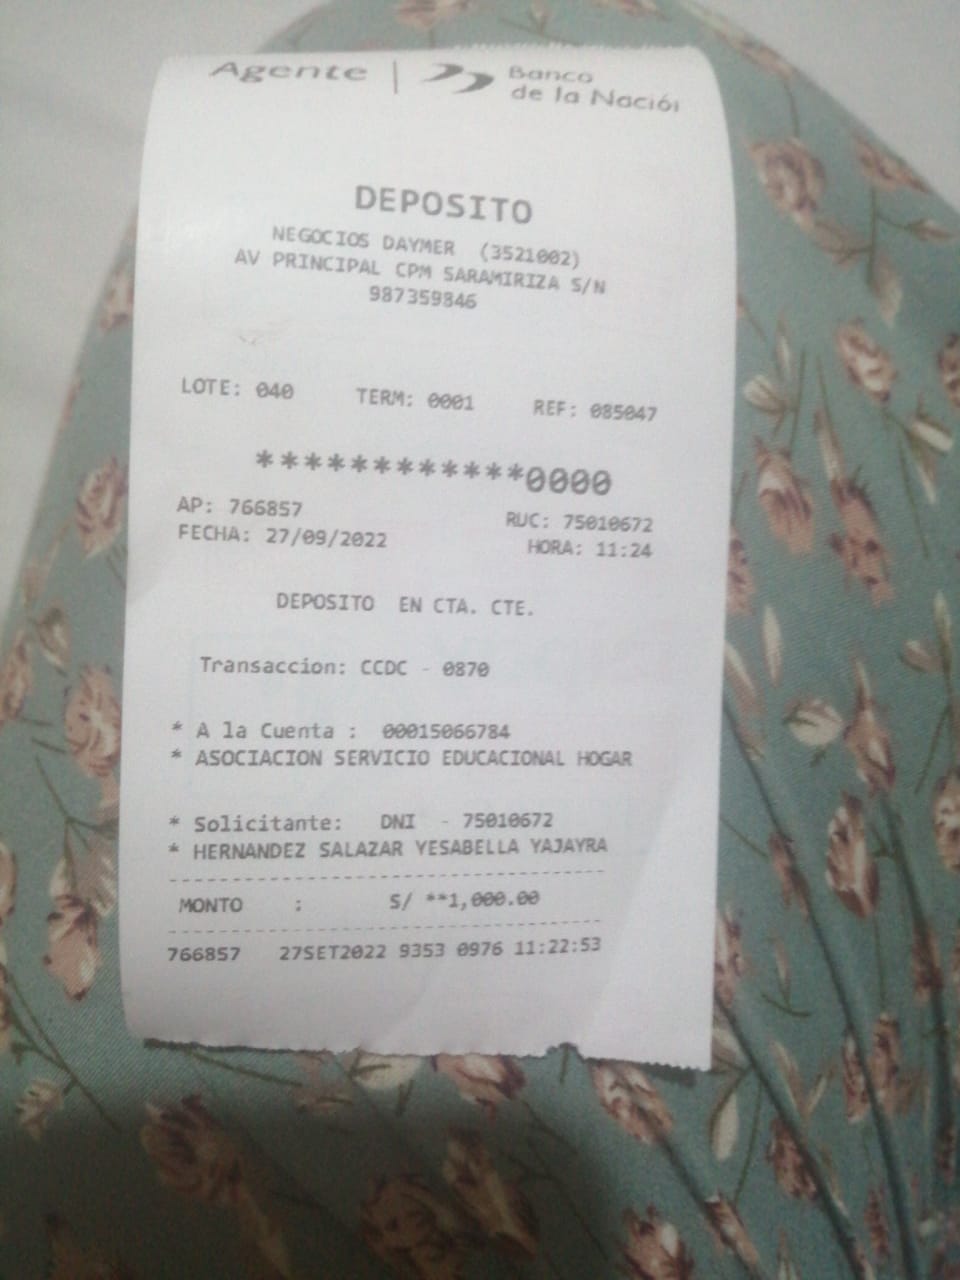 Agente | Banco
de la Nación
DEPOSITO
NEGOCIOS DAYMER (3521002)
AV PRINCIPAL CPM SARAMIRIZA S/N
987359846
LOTE: 040 TERM: 0001 REF: 085047
************0000
AP: 766857 RUC: 75010672
FECHA: 27/09/2022 HORA: 11:24
DEPOSITO EN CTA. CTE.
Transaccion: CCDC - 0870
* A la Cuenta : 00015066784
* ASOCIACION SERVICIO EDUCACIONAL HOGAR
* Solicitante: DNI - 75010672
* HERNANDEZ SALAZAR YESABELLA YAJAYRA
MONTO : S/ **1,000.00
766857 27SET2022 9353 0976 11:22:53